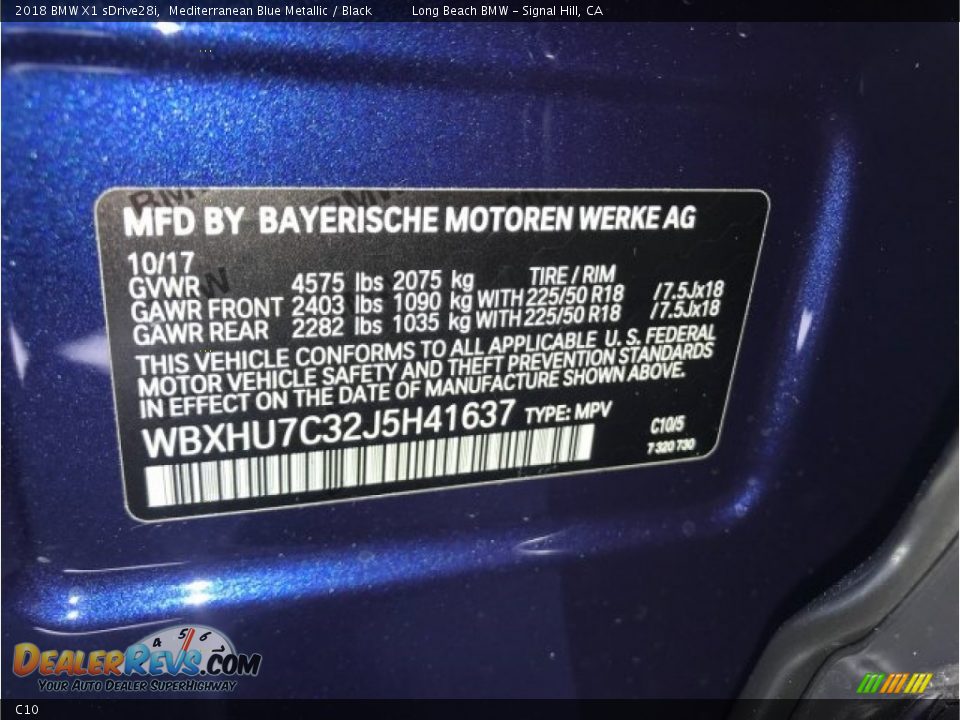 2018 BMW X1 sDrive28i, Mediterranean Blue Metallic / Black Long Beach BMW - Signal Hill, CA
MFD BY BAYERISCHE MOTOREN WERKE AG
10/17
GVWR 4575 lbs 2075 kg TIRE / RIM
GAWR FRONT 2403 lbs 1090 kg WITH 225/50 R18 /7.5Jx18
GAWR REAR 2282 lbs 1035 kg WITH 225/50 R18 /7.5Jx18
THIS VEHICLE CONFORMS TO ALL APPLICABLE U. S. FEDERAL
MOTOR VEHICLE SAFETY AND THEFT PREVENTION STANDARDS
IN EFFECT ON THE DATE OF MANUFACTURE SHOWN ABOVE.
WBXHU7C32J5H41637 TYPE: MPV
C10/5
7 320 730
4 5 6
DealerRevs.com
Your Auto Dealer SuperHighway
C10